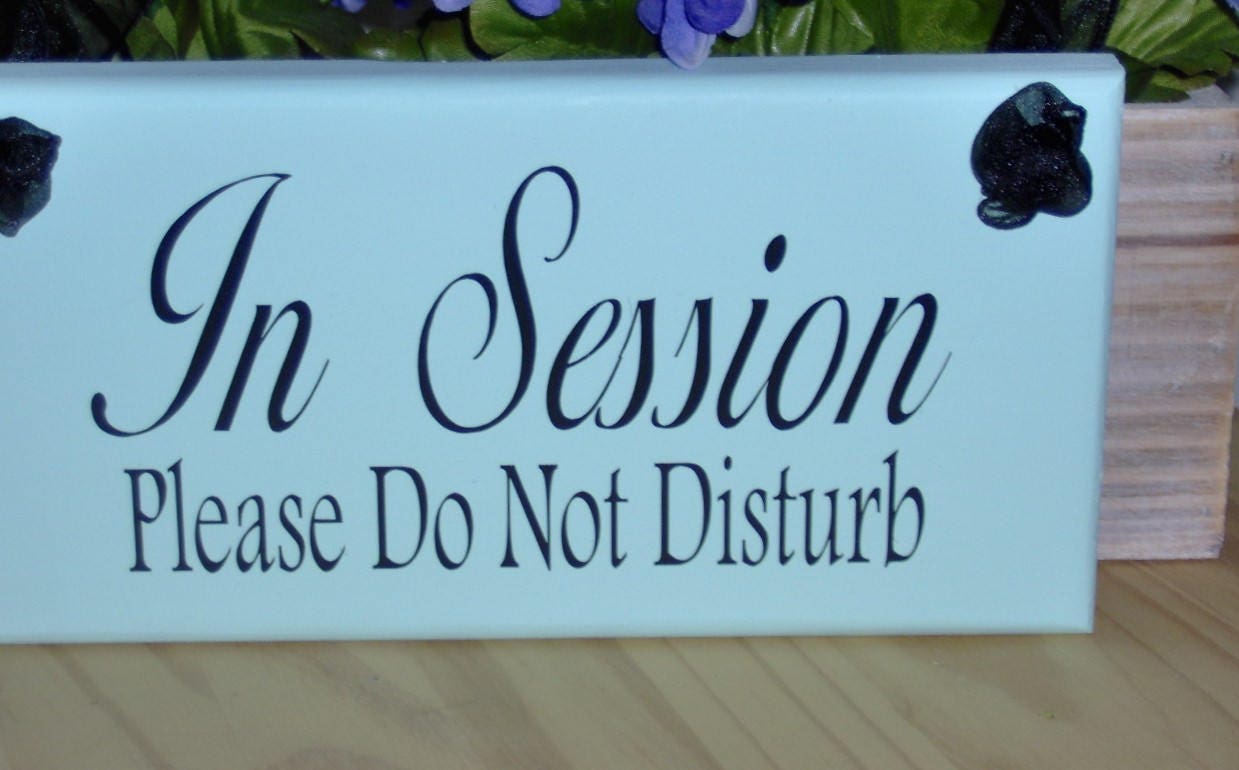 In Session
Please Do Not Disturb